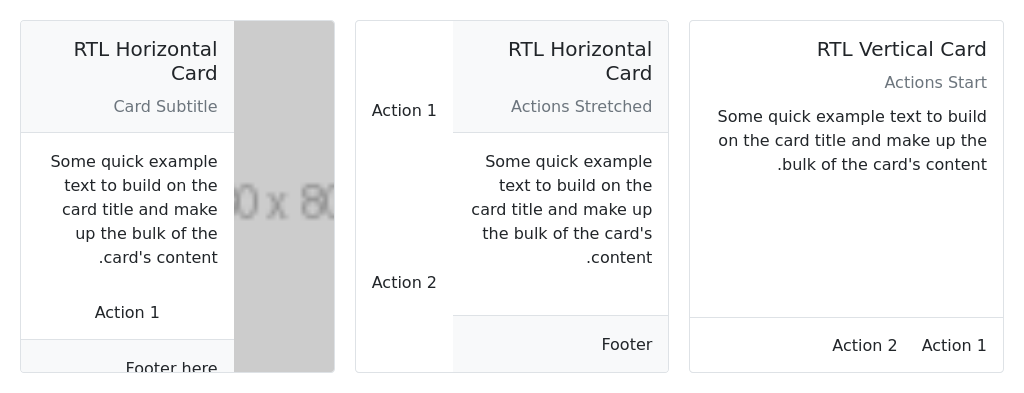 RTL Horizontal
Card
Card Subtitle
Some quick example
text to build on the
card title and make
up the bulk of the
.card's content
Action 1
Footer here
0 x 80
Action 1
Action 2
RTL Horizontal
Card
Actions Stretched
Some quick example
text to build on the
card title and make up
the bulk of the card's
.content
Footer
RTL Vertical Card
Actions Start
Some quick example text to build
on the card title and make up the
.bulk of the card's content
Action 2 Action 1